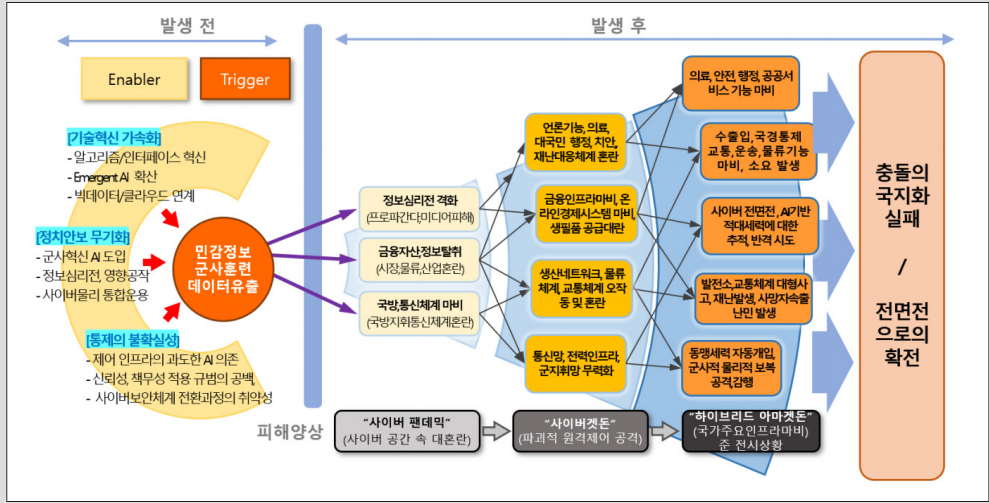 발생 전
발생 후
Enabler
Trigger
[기술혁신 가속화]
- 알고리즘/인터페이스 혁신
- Emergent AI 확산
- 빅데이터/클라우드 연계
[정치안보 무기화]
- 군사혁신 AI 도입
- 정보심리전, 영향공작
- 사이버물리 통합운용
[통제의 불확실성]
- 제어 인프라의 과도한 AI 의존
- 신뢰성, 책무성 적용 규범의 공백,
- 사이버보안체계 전환과정의 취약성
민감정보
군사훈련
데이터유출
정보심리전 격화
(프로파간다,미디어피해)
금융자산,정보탈취
(시장,물류,산업혼란)
국방,통신체계 마비
(국방지휘통신체계혼란)
언론기능, 의료,
대국민 행정, 치안,
재난대응체계 혼란
금융인프라마비, 온
라인경제시스템 마비,
생필품 공급대란
생산네트워크, 물류
체계, 교통체계 오작
동 및 혼란
통신망, 전력인프라,
군지휘망 무력화
의료, 안전, 행정, 공공서
비스 기능 마비
수출입, 국경통제
교통,운송, 물류기능
마비, 소요 발생
사이버 전면전, AI기반
적대세력에 대한
추적, 반격 시도
발전소,교통체계 대형사
고, 재난발생, 사망자속출
난민 발생
동맹세력 자동개입,
군사적 물리적 보복
공격,감행
충돌의
국지화
실패
/
전면전
으로의
확전
피해양상
"사이버 팬데믹"
(사이버 공간 속 대혼란)
"사이버겟돈"
(파괴적 원격제어 공격)
"하이브리드 아마겟돈"
(국가주요인프라마비)
준 전시상황